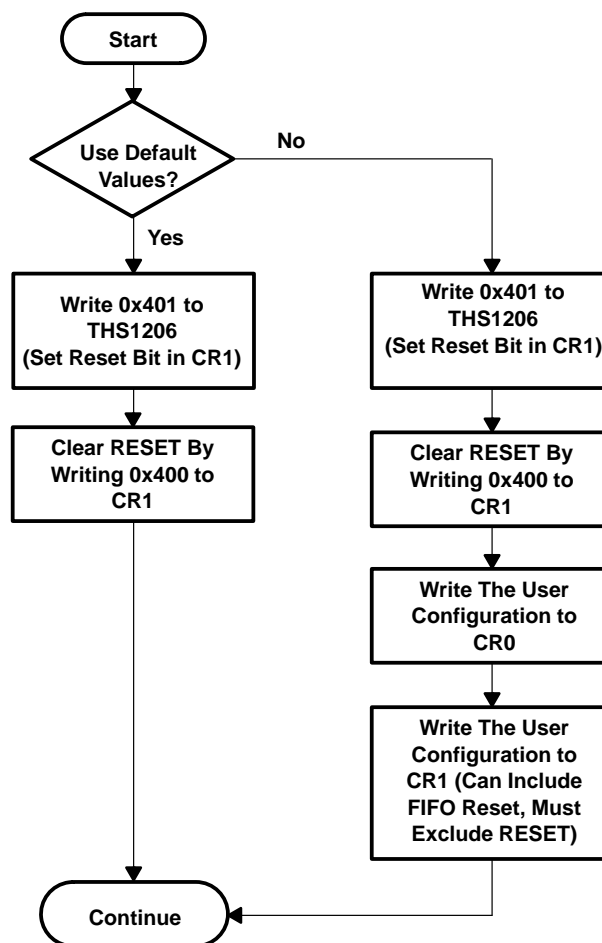 Start
Use Default
Values?
No
Yes
Write 0x401 to
THS1206
(Set Reset Bit in CR1)
Clear RESET By
Writing 0x400 to
CR1
Write 0x401 to
THS1206
(Set Reset Bit in CR1)
Clear RESET By
Writing 0x400 to
CR1
Write The User
Configuration to
CR0
Write The User
Configuration to
CR1 (Can Include
FIFO Reset, Must
Exclude RESET)
Continue